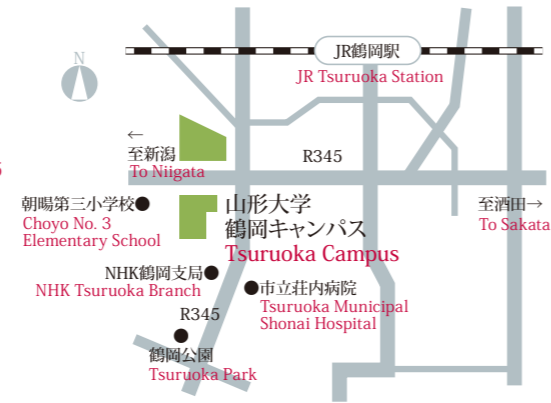 N
JR鶴岡駅
JR Tsuruoka Station
←
至新潟
To Niigata
R345
朝暘第三小学校
Choyo No. 3
Elementary School
山形大学
鶴岡キャンパス
Tsuruoka Campus
至酒田→
To Sakata
NHK鶴岡支局
NHK Tsuruoka Branch
市立荘内病院
Tsuruoka Municipal
Shonai Hospital
R345
鶴岡公園
Tsuruoka Park